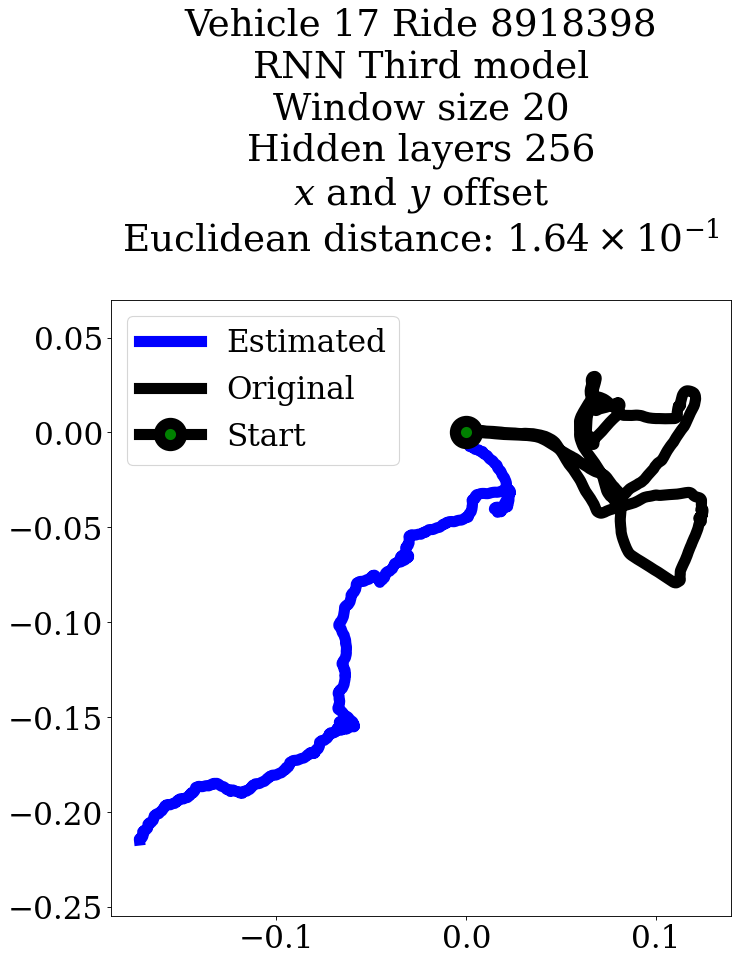 Vehicle 17 Ride 8918398
RNN Third model
Window size 20
Hidden layers 256
x and y offset
Euclidean distance: 1.64 × 10⁻¹
Estimated
Original
Start
0.05
0.00
−0.05
−0.10
−0.15
−0.20
−0.25
−0.1 0.0 0.1